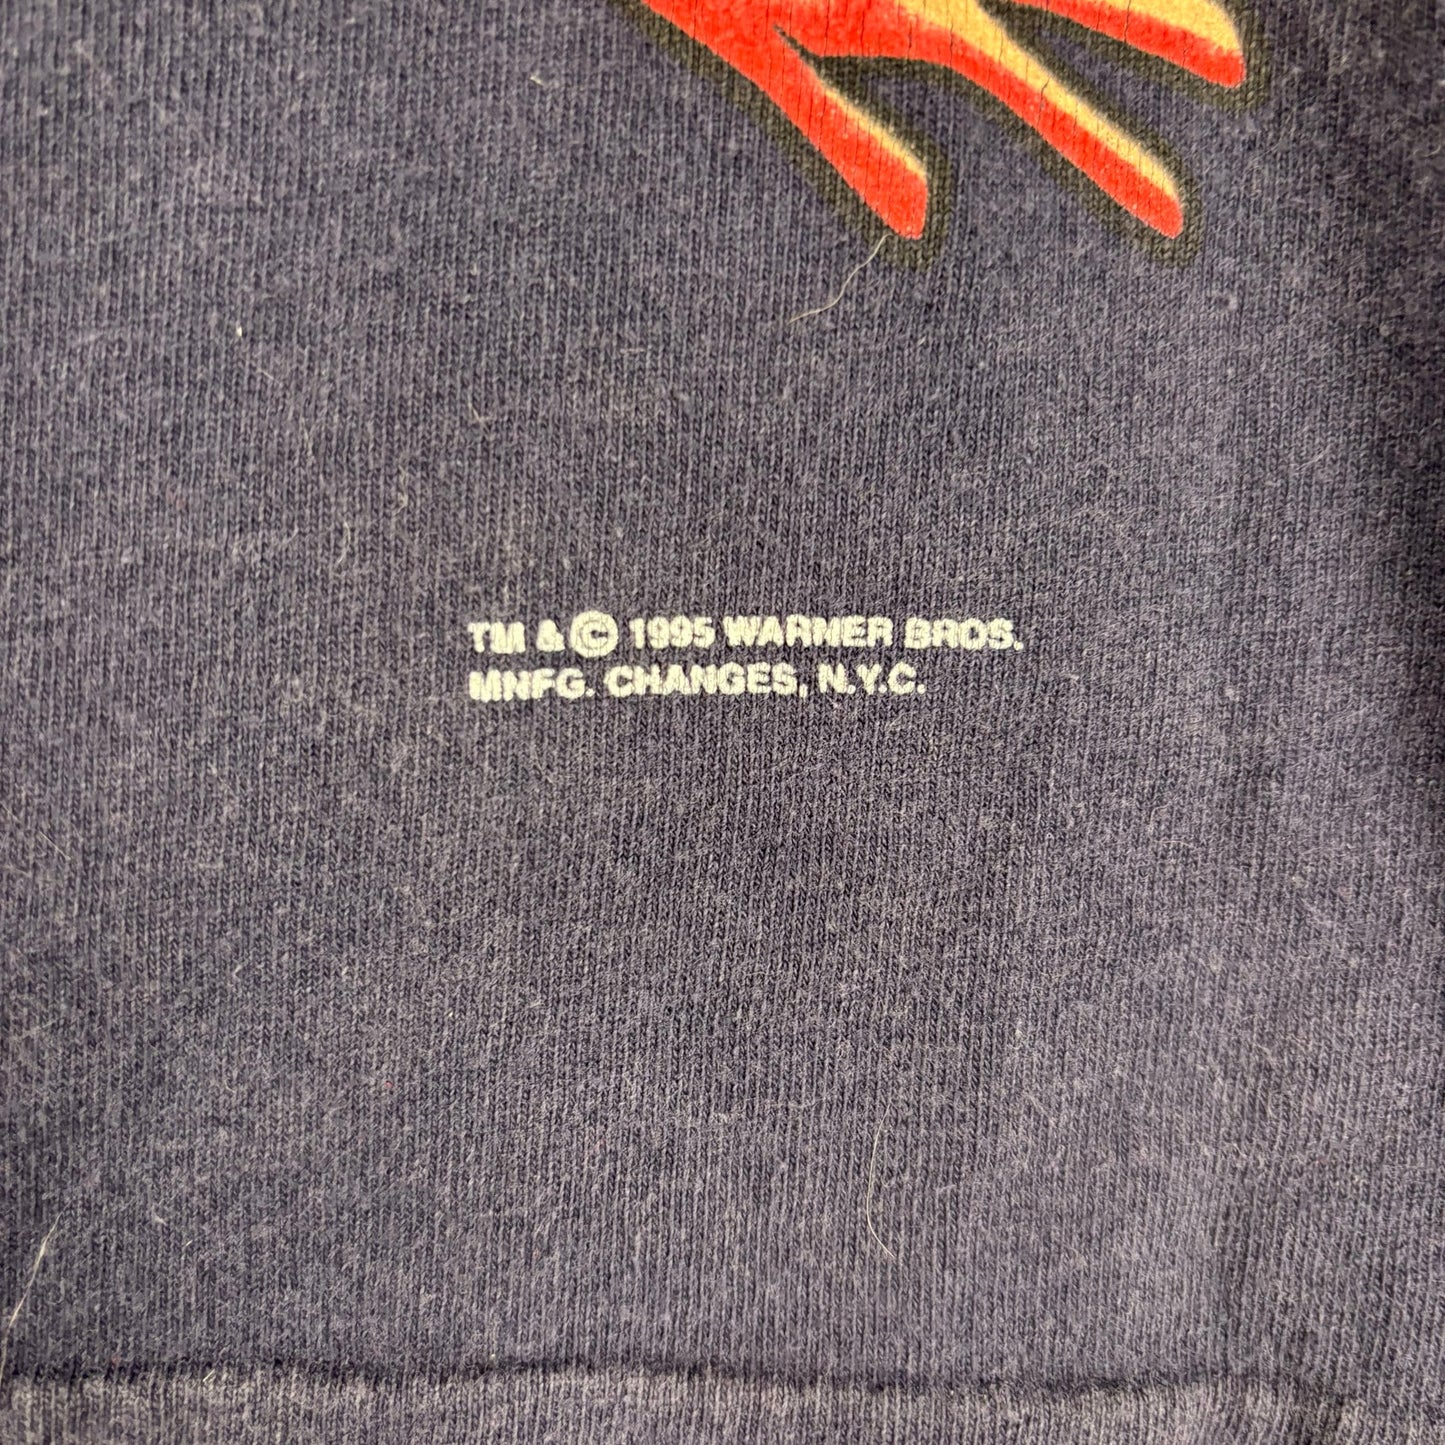 TM & © 1995 WARNER BROS.
MNFG. CHANGES, N.Y.C.